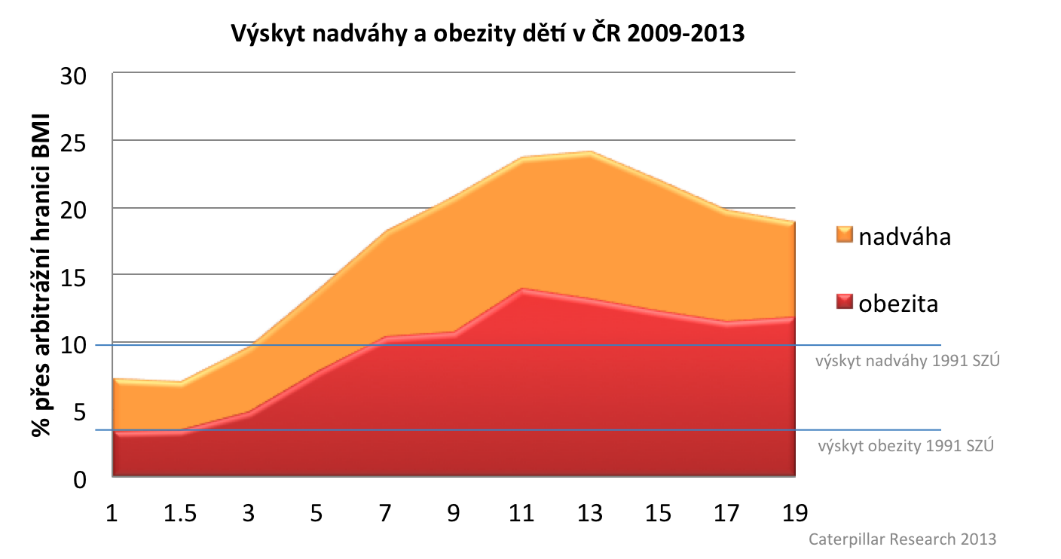 Výskyt nadváhy a obezity dětí v ČR 2009-2013
% přes arbitrážní hranici BMI
30
25
20
15
10
5
0
1 1.5 3 5 7 9 11 13 15 17 19
nadváha
obezita
výskyt nadváhy 1991 SZÚ
výskyt obezity 1991 SZÚ
Caterpillar Research 2013